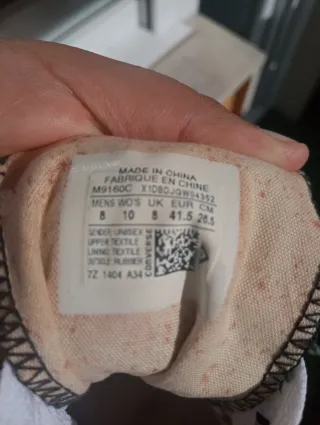 MADE IN CHINA
FABRIQUE EN CHINE
M9160C X1DBDJQW94352
MENS WO'S UK EUR CM
8 10 8 41.5 26.5
GENDER: UNISEX
UPPER: TEXTILE
LINING: TEXTILE
OUTSOLE: RUBBER
7Z 1404 A34
CONVERSE